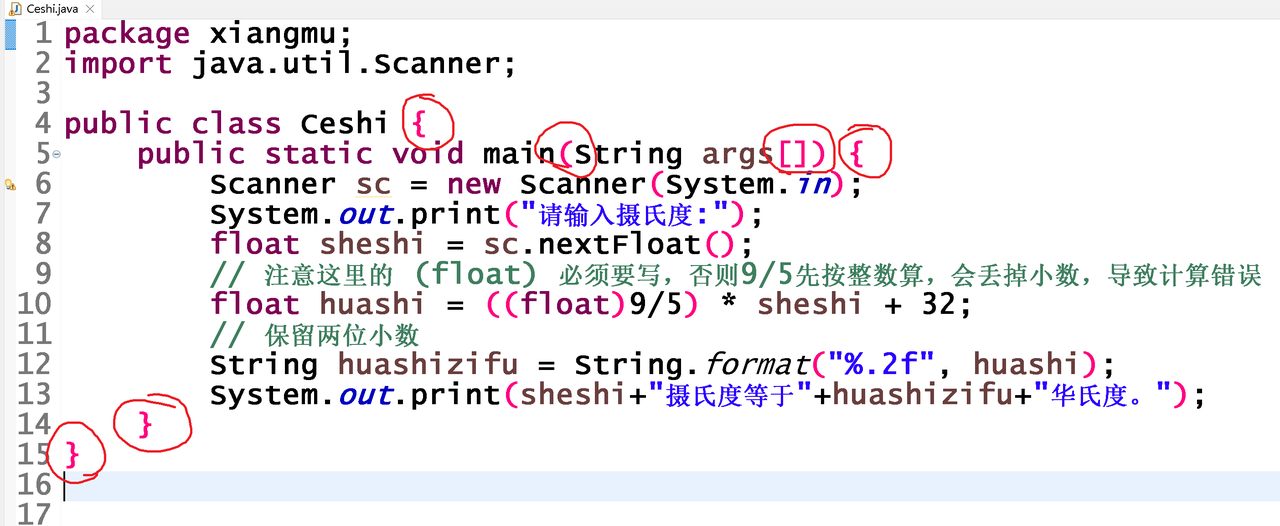 Ceshi.java
1 package xiangmu;
2 import java.util.Scanner;
3
4 public class Ceshi {
5 public static void main(String args[]) {
6 Scanner sc = new Scanner(System.in);
7 System.out.print("请输入摄氏度:");
8 float sheshi = sc.nextFloat();
9 // 注意这里的 (float) 必须要写，否则9/5先按整数算，会丢掉小数，导致计算错误
10 float huashi = ((float)9/5) * sheshi + 32;
11 // 保留两位小数
12 String huashizifu = String.format("%.2f", huashi);
13 System.out.print(sheshi+"摄氏度等于"+huashizifu+"华氏度。");
14 }
15 }
16
17